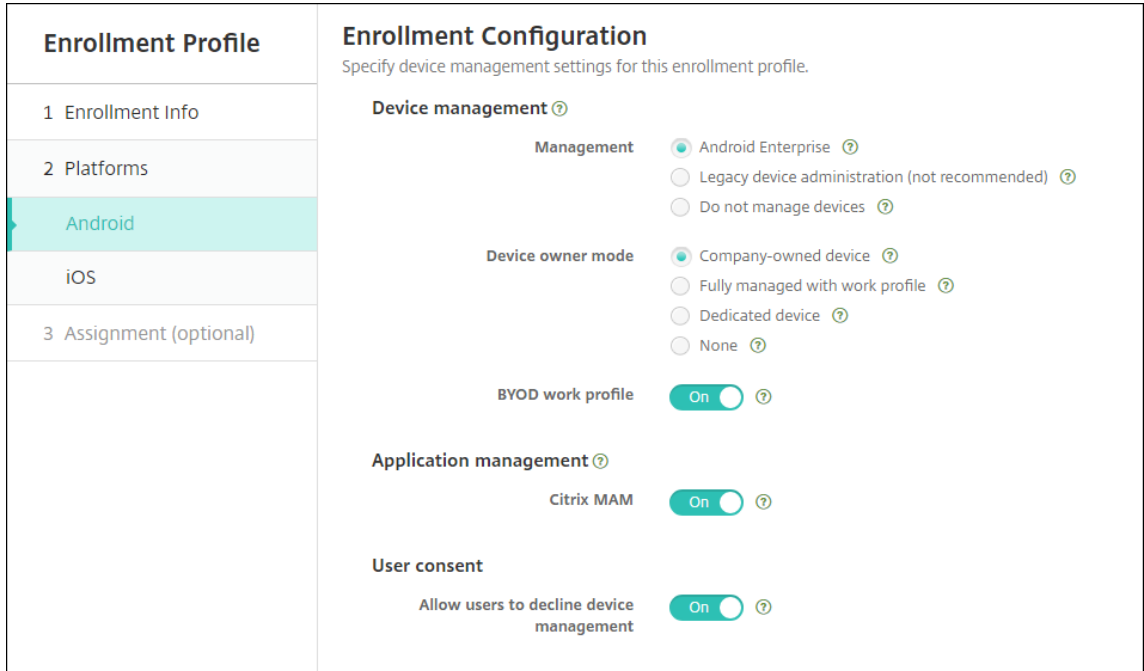 Enrollment Profile
1 Enrollment Info
2 Platforms
Android
iOS
3 Assignment (optional)
Enrollment Configuration
Specify device management settings for this enrollment profile.
Device management ?
Management
Android Enterprise ?
Legacy device administration (not recommended) ?
Do not manage devices ?
Device owner mode
Company-owned device ?
Fully managed with work profile ?
Dedicated device ?
None ?
BYOD work profile
On ?
Application management ?
Citrix MAM
On ?
User consent
Allow users to decline device
management
On ?